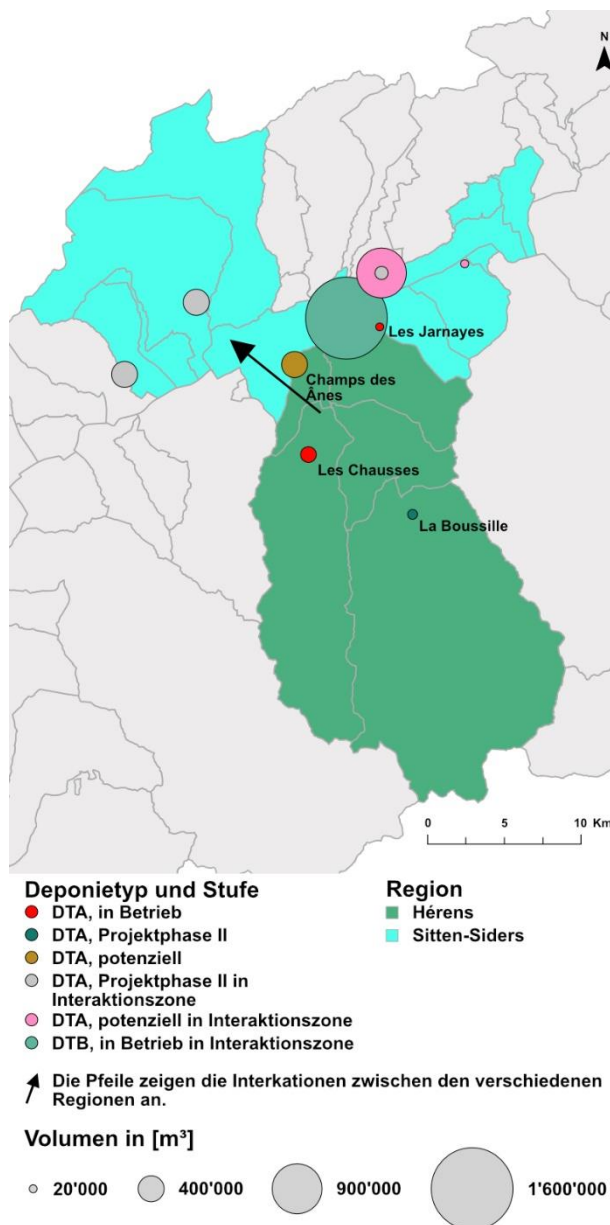 N
Les Jarnayes
Champs des
Ânes
Les Chausses
La Boussille
0 5 10 Km
Deponietyp und Stufe
DTA, in Betrieb
DTA, Projektphase II
DTA, potenziell
DTA, Projektphase II in
Interaktionszone
DTA, potenziell in Interaktionszone
DTB, in Betrieb in Interaktionszone
Region
Hérens
Sitten-Siders
Die Pfeile zeigen die Interkationen zwischen den verschiedenen
Regionen an.
Volumen in [m³]
20'000 400'000 900'000 1'600'000